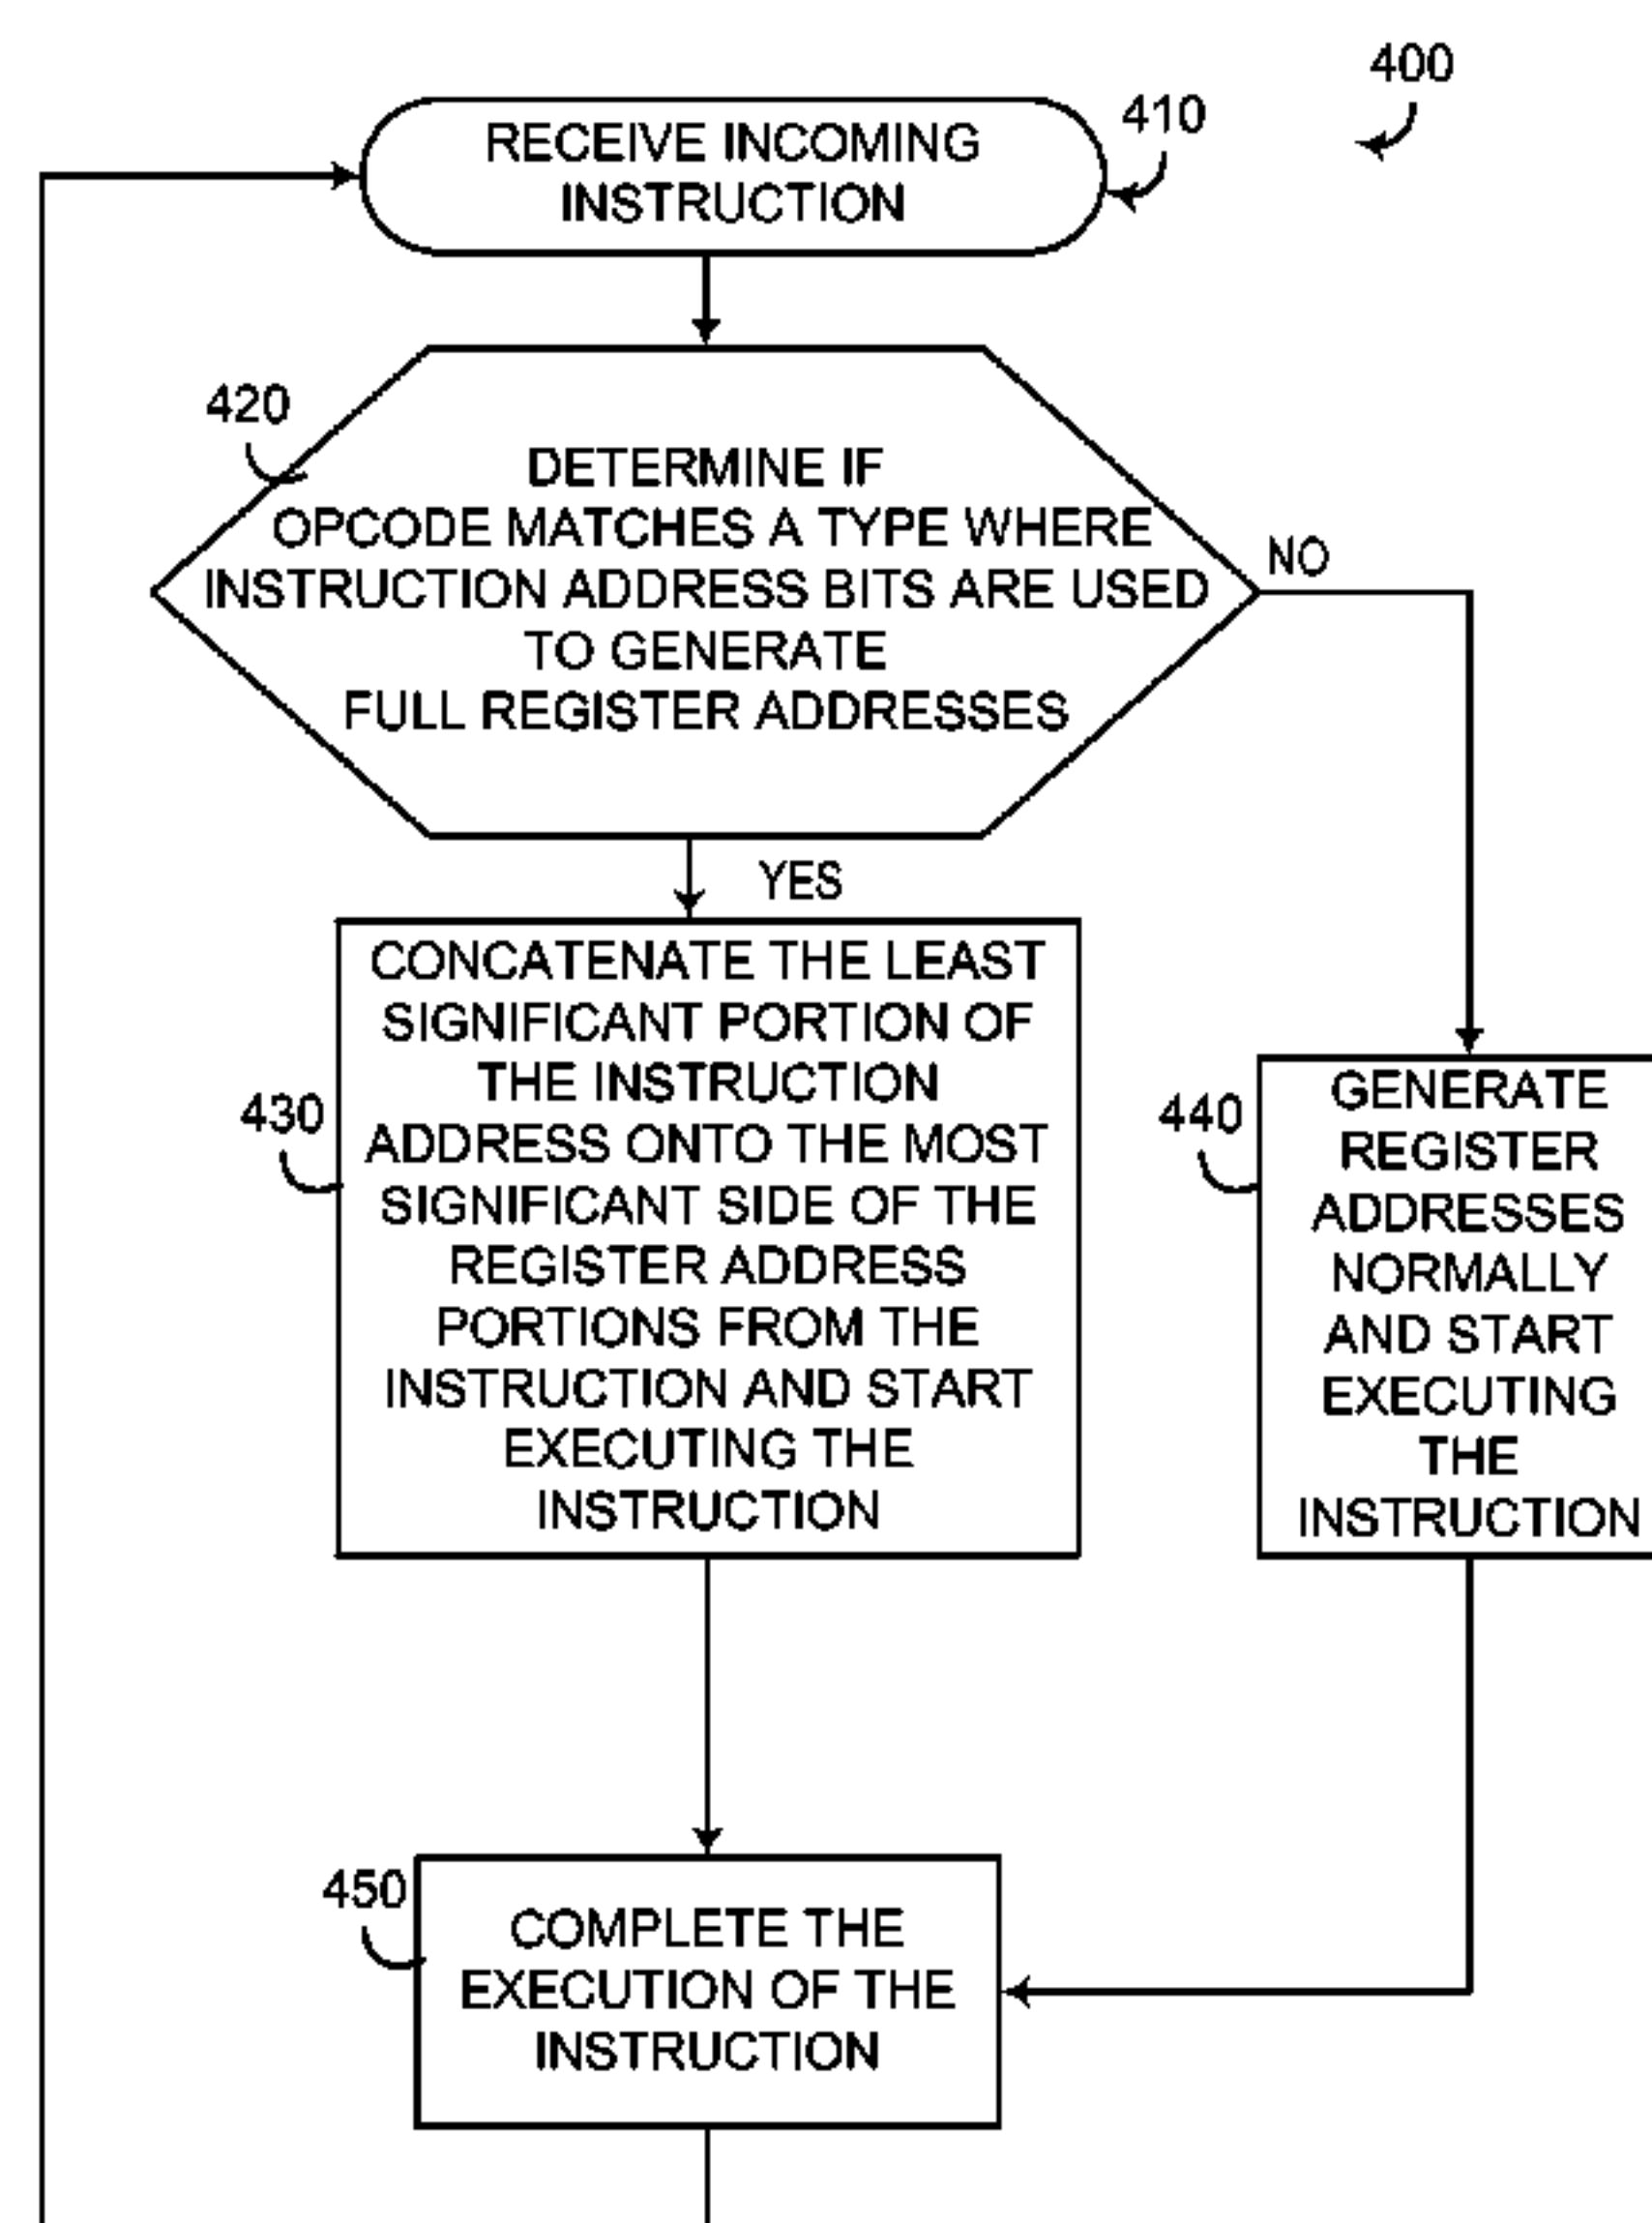 400
410
RECEIVE INCOMING
INSTRUCTION
420
DETERMINE IF
OPCODE MATCHES A TYPE WHERE
INSTRUCTION ADDRESS BITS ARE USED
TO GENERATE
FULL REGISTER ADDRESSES
NO
YES
430
CONCATENATE THE LEAST
SIGNIFICANT PORTION OF
THE INSTRUCTION
ADDRESS ONTO THE MOST
SIGNIFICANT SIDE OF THE
REGISTER ADDRESS
PORTIONS FROM THE
INSTRUCTION AND START
EXECUTING THE
INSTRUCTION
440
GENERATE
REGISTER
ADDRESSES
NORMALLY
AND START
EXECUTING
THE
INSTRUCTION
450
COMPLETE THE
EXECUTION OF THE
INSTRUCTION